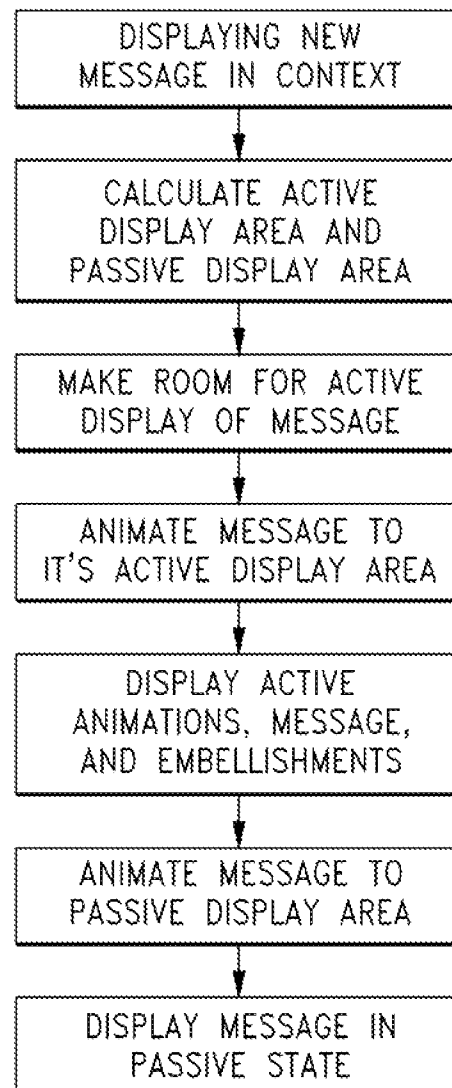 DISPLAYING NEW
MESSAGE IN CONTEXT
CALCULATE ACTIVE
DISPLAY AREA AND
PASSIVE DISPLAY AREA
MAKE ROOM FOR ACTIVE
DISPLAY OF MESSAGE
ANIMATE MESSAGE TO
IT'S ACTIVE DISPLAY AREA
DISPLAY ACTIVE
ANIMATIONS, MESSAGE,
AND EMBELLISHMENTS
ANIMATE MESSAGE TO
PASSIVE DISPLAY AREA
DISPLAY MESSAGE IN
PASSIVE STATE